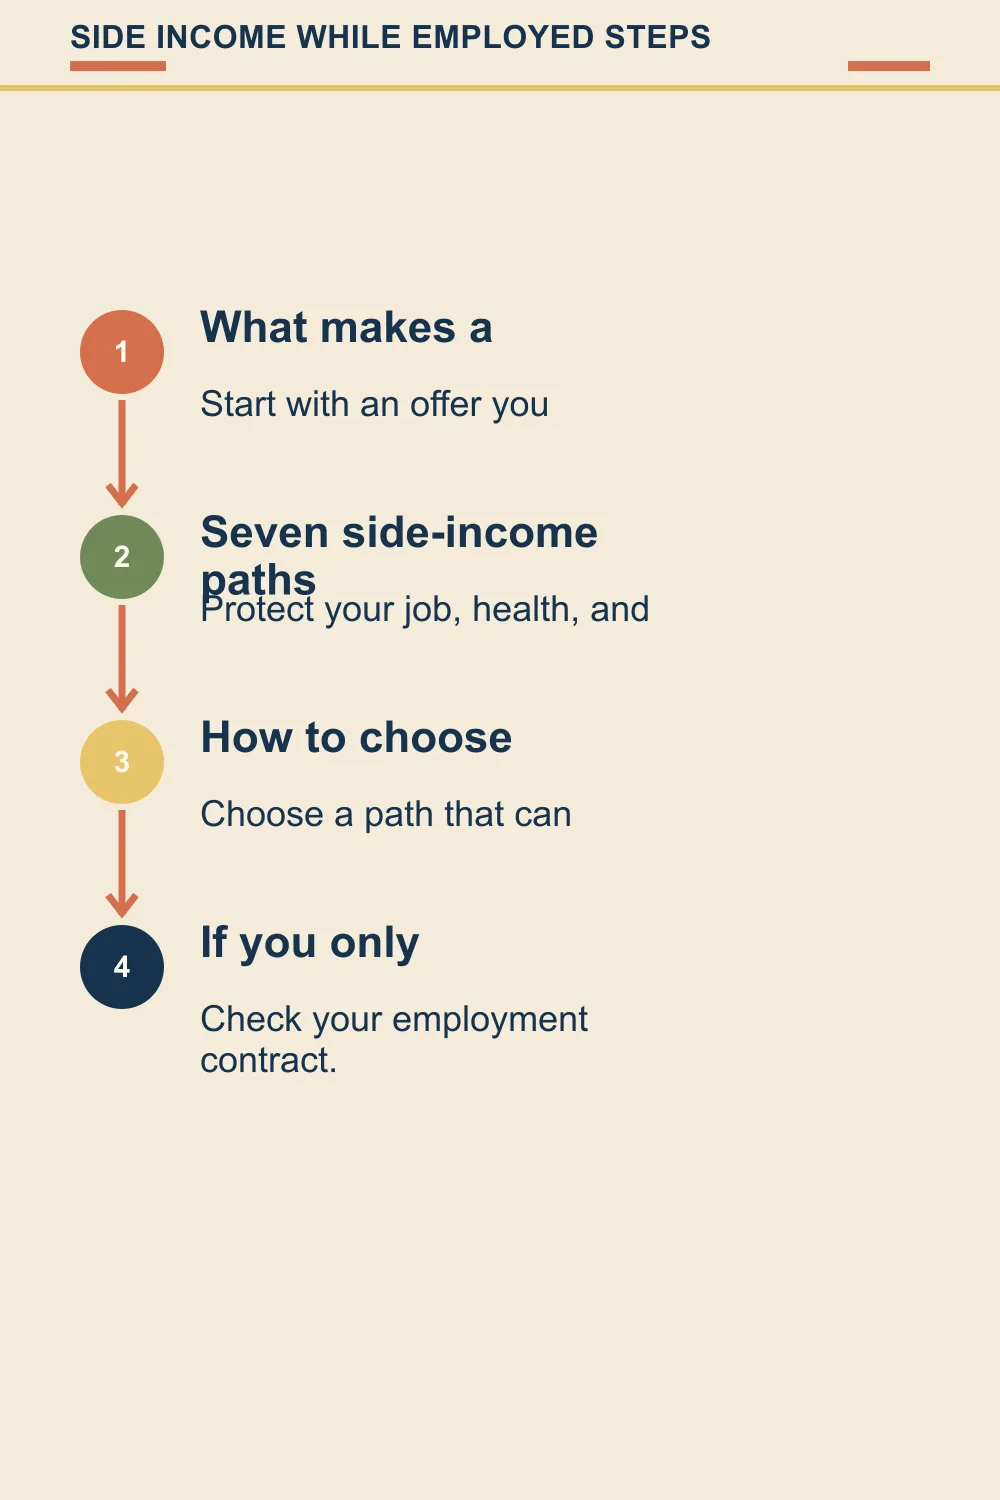 SIDE INCOME WHILE EMPLOYED STEPS
1
What makes a
Start with an offer you
2
Seven side-income
paths
Protect your job, health, and
3
How to choose
Choose a path that can
4
If you only
Check your employment
contract.